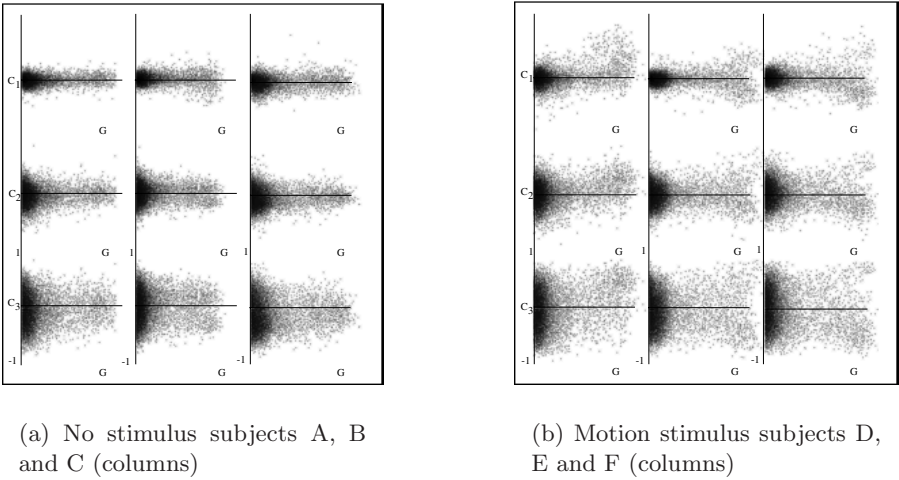 C1
G G G
C2
1 G 1 G 1 G
C3
-1 -1 -1
G G G
C1
G G G
C2
1 G 1 G 1 G
C3
-1 -1 -1
G G G
(a) No stimulus subjects A, B
and C (columns)
(b) Motion stimulus subjects D,
E and F (columns)